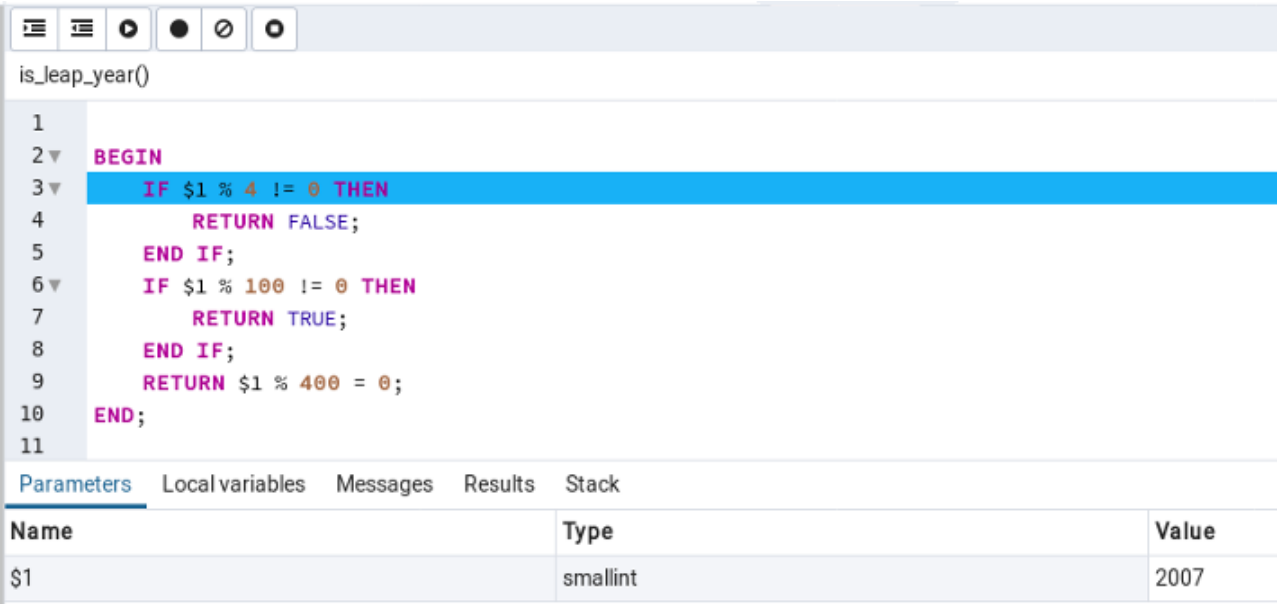 is_leap_year()
1
2 BEGIN
3 IF $1 % 4 != 0 THEN
4 RETURN FALSE;
5 END IF;
6 IF $1 % 100 != 0 THEN
7 RETURN TRUE;
8 END IF;
9 RETURN $1 % 400 = 0;
10 END;
11
Parameters Local variables Messages Results Stack
Name Type Value
$1 smallint 2007